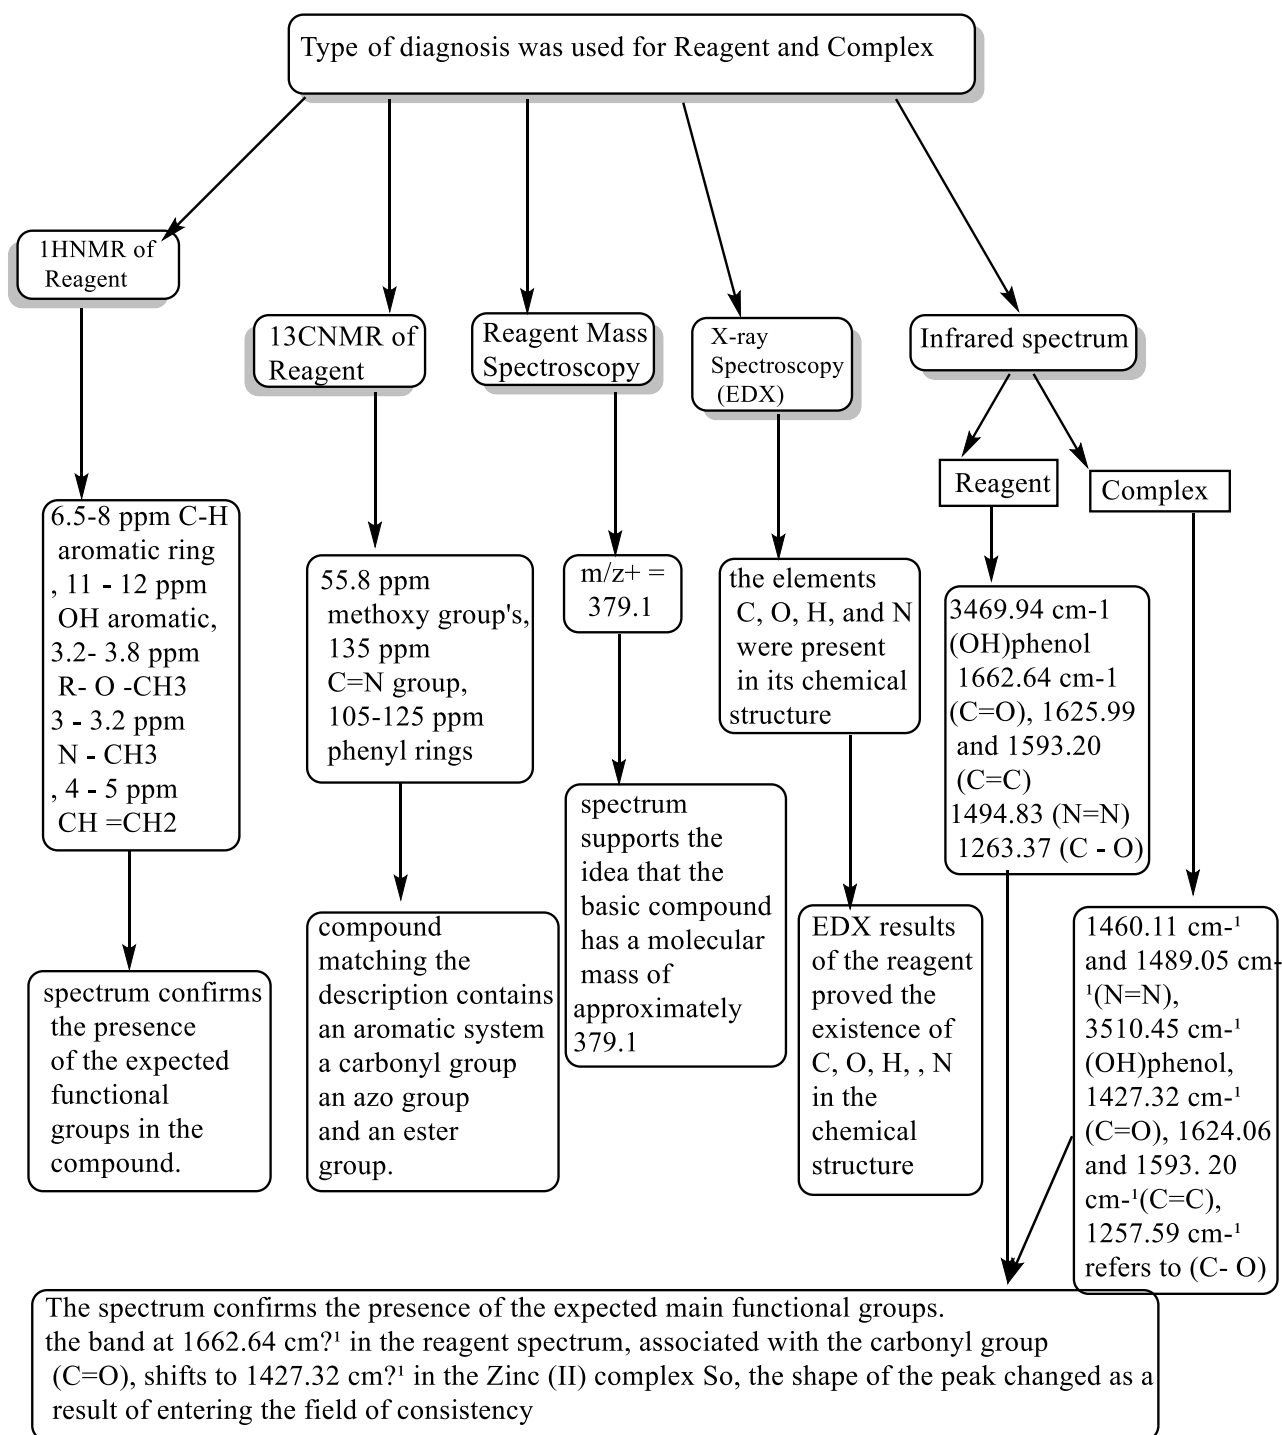 Type of diagnosis was used for Reagent and Complex
1HNMR of
Reagent
13CNMR of
Reagent
Reagent Mass
Spectroscopy
X-ray
Spectroscopy
(EDX)
Infrared spectrum
Reagent
Complex
6.5-8 ppm C-H
aromatic ring
, 11 - 12 ppm
OH aromatic,
3.2- 3.8 ppm
R- O -CH3
3 - 3.2 ppm
N - CH3
, 4 - 5 ppm
CH =CH2
55.8 ppm
methoxy group's,
135 ppm
C=N group,
105-125 ppm
phenyl rings
m/z+ =
379.1
the elements
C, O, H, and N
were present
in its chemical
structure
3469.94 cm-1
(OH)phenol
1662.64 cm-1
(C=O), 1625.99
and 1593.20
(C=C)
1494.83 (N=N)
1263.37 (C - O)
spectrum confirms
the presence
of the expected
functional
groups in the
compound.
compound
matching the
description contains
an aromatic system
a carbonyl group
an azo group
and an ester
group.
spectrum
supports the
idea that the
basic compound
has a molecular
mass of
approximately
379.1
EDX results
of the reagent
proved the
existence of
C, O, H, , N
in the
chemical
structure
1460.11 cm-¹
and 1489.05 cm-
¹(N=N),
3510.45 cm-¹
(OH)phenol,
1427.32 cm-¹
(C=O), 1624.06
and 1593. 20
cm-¹(C=C),
1257.59 cm-¹
refers to (C- O)
The spectrum confirms the presence of the expected main functional groups.
the band at 1662.64 cm?¹ in the reagent spectrum, associated with the carbonyl group
(C=O), shifts to 1427.32 cm?¹ in the Zinc (II) complex So, the shape of the peak changed as a
result of entering the field of consistency